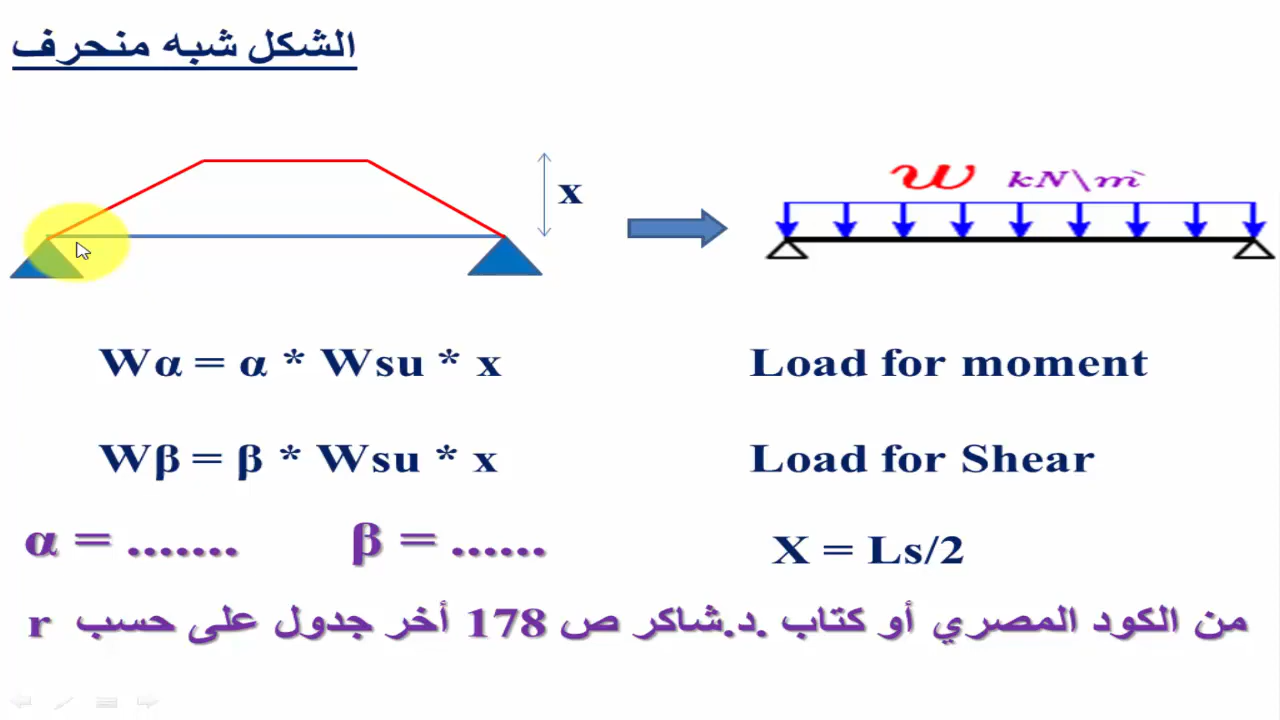 الشكل شبه منحرف
x
w kN\m`
Wα = α * Wsu * x
Load for moment
Wβ = β * Wsu * x
Load for Shear
α = ....... β = ......
X = Ls/2
من الكود المصري أو كتاب .د.شاكر ص 178 أخر جدول على حسب r